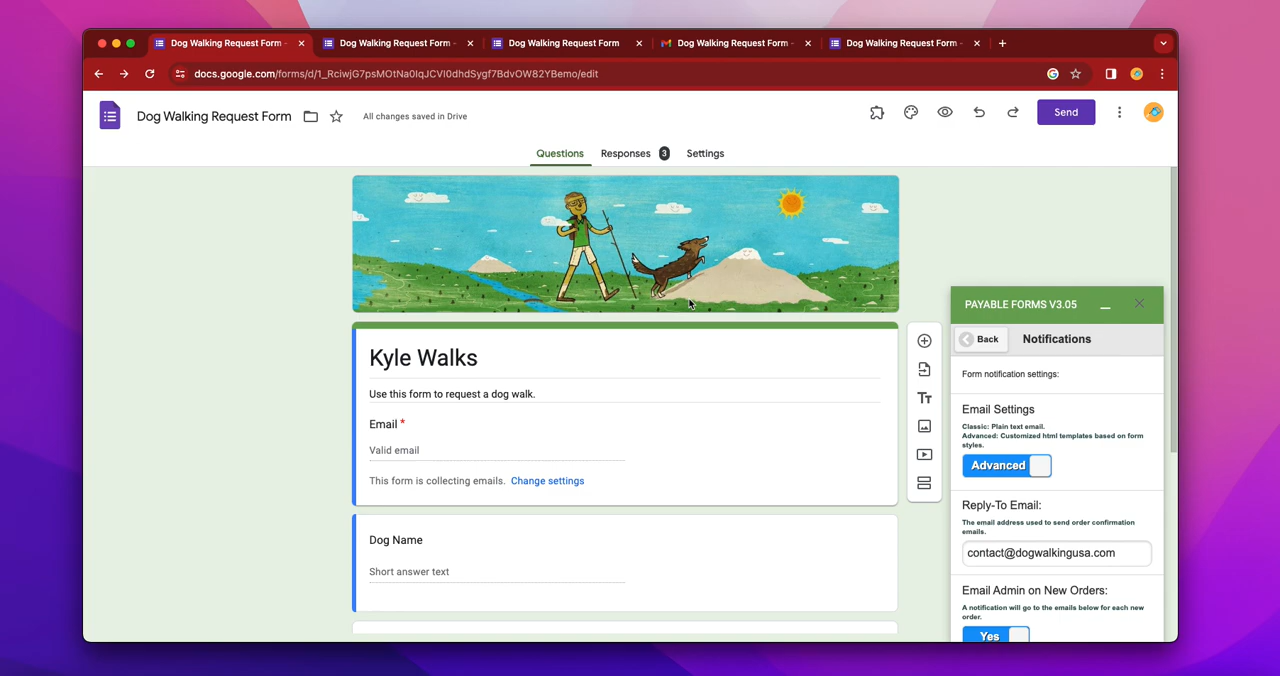 Dog Walking Request Form -
Dog Walking Request Form -
Dog Walking Request Form
Dog Walking Request Form -
Dog Walking Request Form -
docs.google.com/forms/d/1_RciwjG7psMOtNa0IqJCVI0dhdSygf7BdvOW82YBemo/edit
Dog Walking Request Form
All changes saved in Drive
Send
Questions
Responses 3
Settings
Kyle Walks
Use this form to request a dog walk.
Email *
Valid email
This form is collecting emails. Change settings
Dog Name
Short answer text
Tт
PAYABLE FORMS V3.05
Back
Notifications
Form notification settings:
Email Settings
Classic: Plain text email.
Advanced: Customized html templates based on form
styles.
Advanced
Reply-To Email:
The email address used to send order confirmation
emails.
contact@dogwalkingusa.com
Email Admin on New Orders:
A notification will go to the emails below for each new
order.
Yes